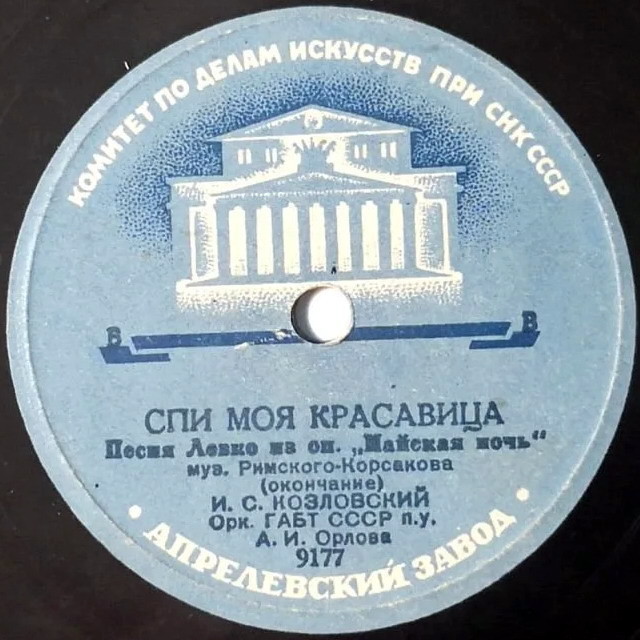 КОМИТЕТ ПО ДЕЛАМ ИСКУССТВ ПРИ СНК СССР
В В
СПИ МОЯ КРАСАВИЦА
Песня Левко из оп. „Майская ночь“
муз. Римского-Корсакова
(окончание)
И. С. КОЗЛОВСКИЙ
Орк. ГАБТ СССР п.у.
А. И. Орлова
9177
• АПРЕЛЕВСКИЙ ЗАВОД •